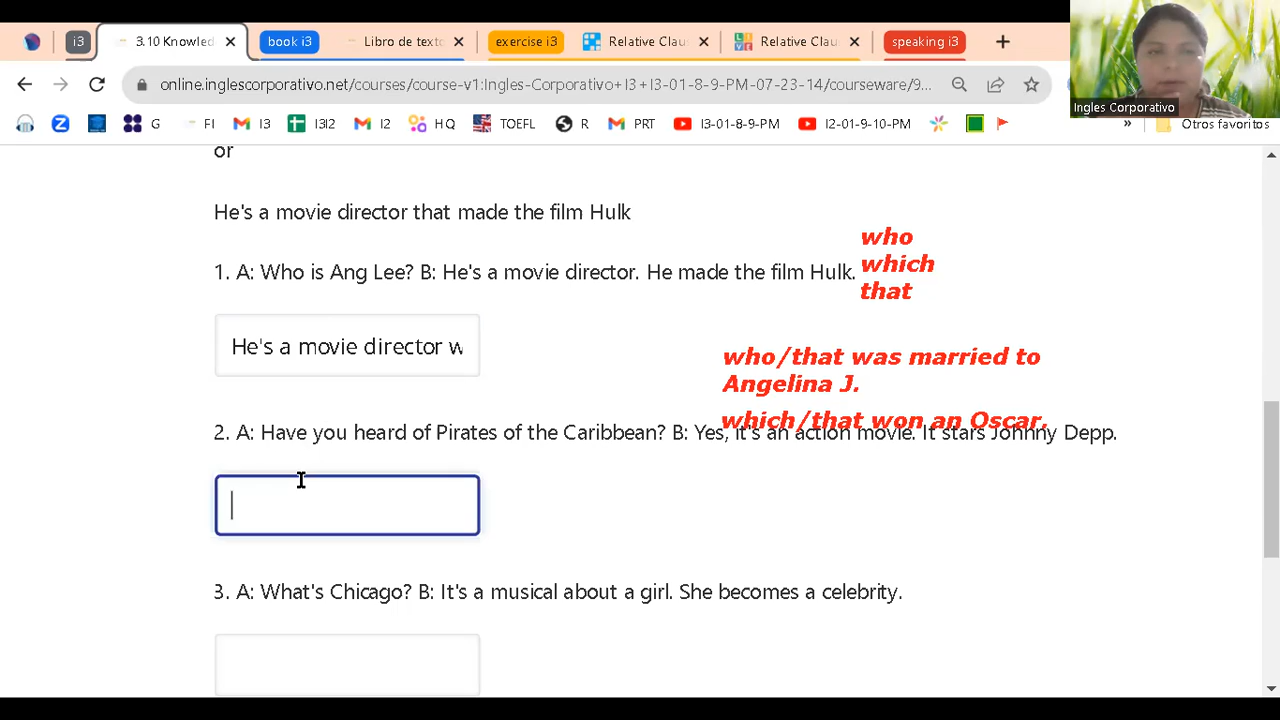 i3
3.10 Knowled
book i3
Libro de texto
exercise i3
Relative Clau
Relative Clau
speaking i3
online.inglescorporativo.net/courses/course-v1:Ingles-Corporativo+I3+I3-01-8-9-PM-07-23-14/courseware/9...
Ingles Corporativo
G
FI
I3
I3I2
I2
HQ
TOEFL
R
PRT
I3-01-8-9-PM
I2-01-9-10-PM
»
Otros favoritos
or
He's a movie director that made the film Hulk
who
1. A: Who is Ang Lee? B: He's a movie director. He made the film Hulk.
which
that
He's a movie director w
who/that was married to
Angelina J.
which/that won an Oscar.
2. A: Have you heard of Pirates of the Caribbean? B: Yes, it's an action movie. It stars Johnny Depp.
3. A: What's Chicago? B: It's a musical about a girl. She becomes a celebrity.